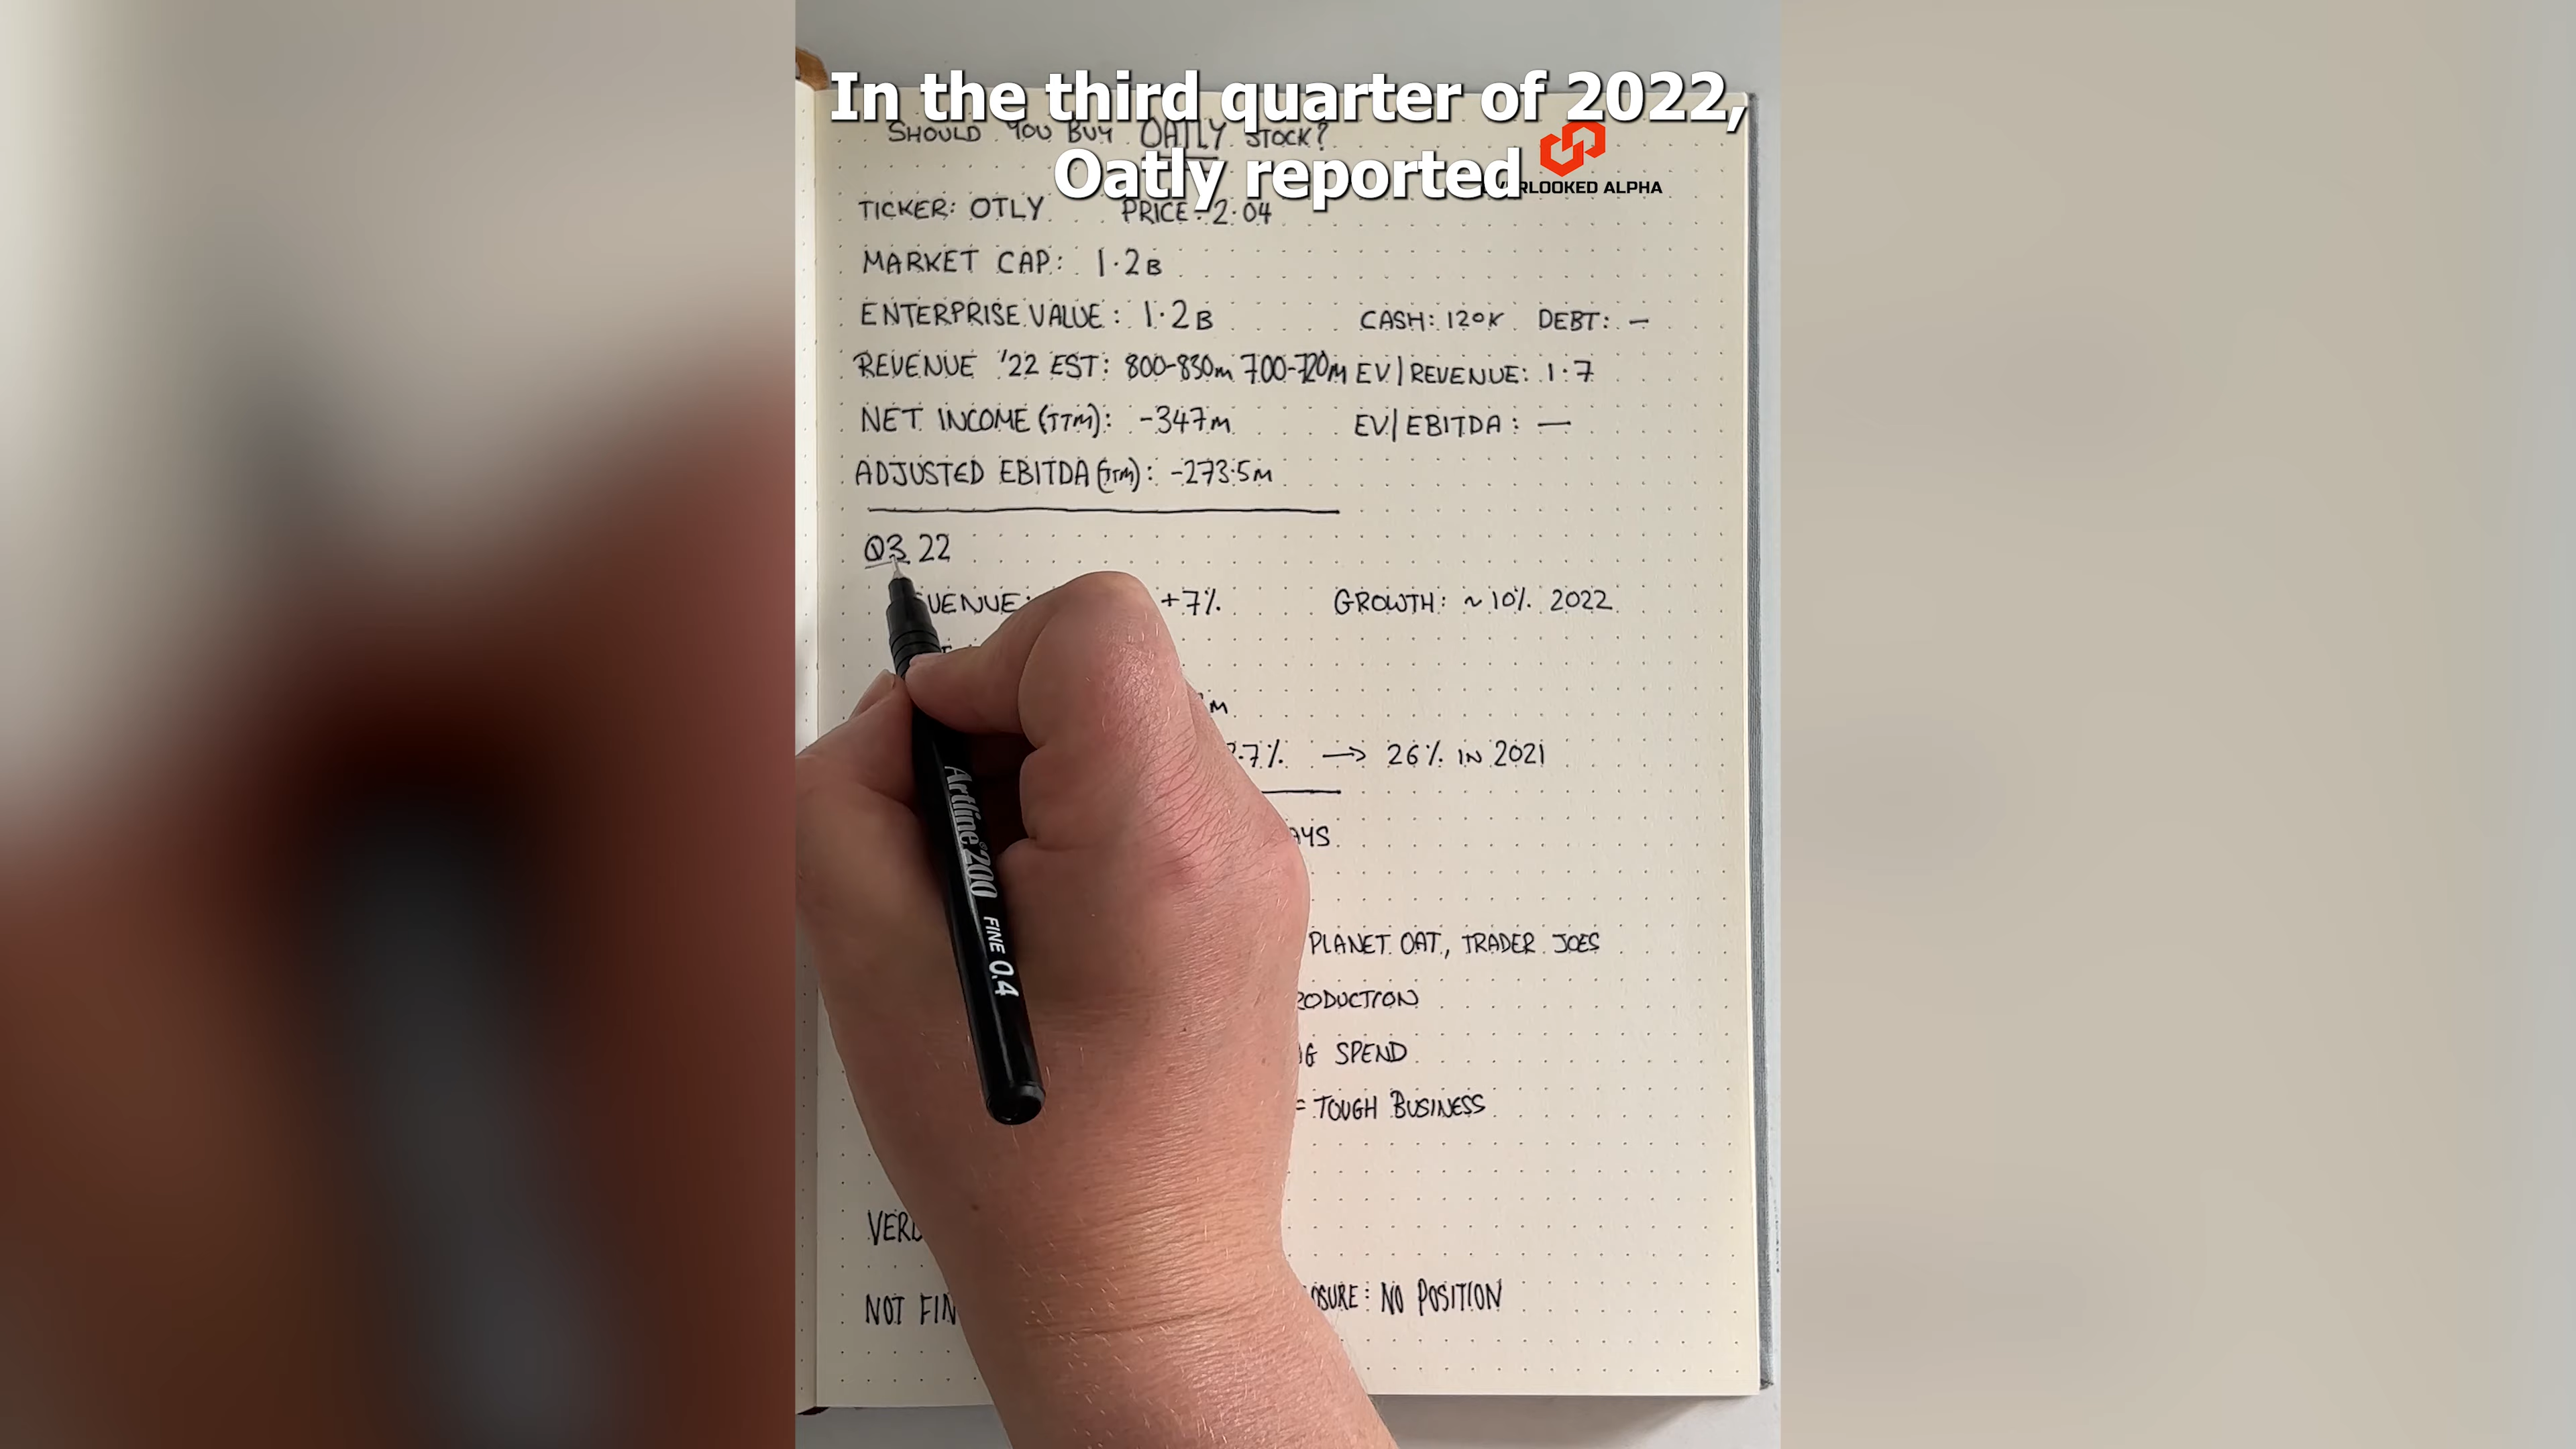 In the third quarter of 2022,
Oatly reported
SHOULD YOU BUY OATLY STOCK?
RLOOKED ALPHA
TICKER: OTLY PRICE- 2.04
MARKET CAP: 1.2B
ENTERPRISE VALUE: 1.2B CASH: 120K DEBT: —
REVENUE '22 EST: 800-830M 700-720M EV/REVENUE: 1.7
NET INCOME (TTM): -347M EV/EBITDA: —
ADJUSTED EBITDA (TTM): -273.5M
Q3 22
VENUE: +7% GROWTH: ~10% 2022
M
.7% → 26% IN 2021
AYS
PLANET OAT, TRADER JOES
RODUCTION
G SPEND
= TOUGH BUSINESS
VER
NOT FIN OSURE: NO POSITION
Artline 200 FINE 0.4